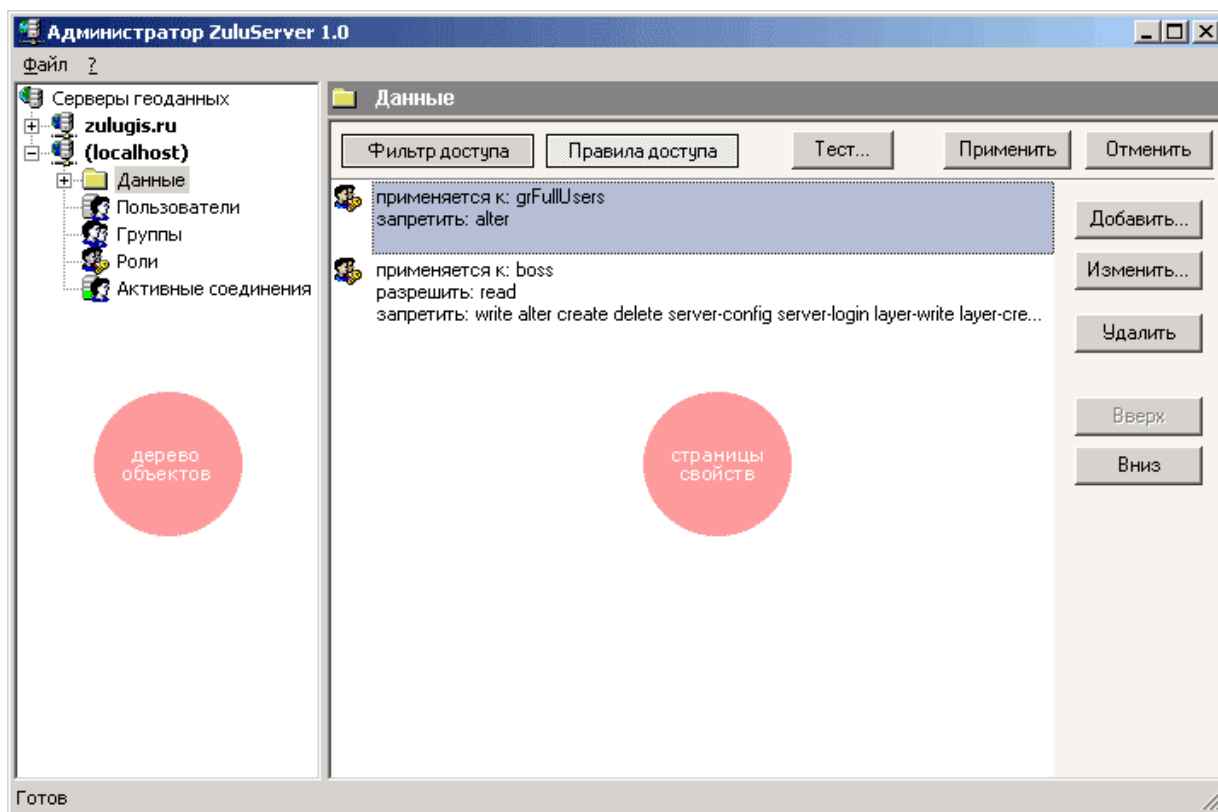 Администратор ZuluServer 1.0
Файл ?
Серверы геоданных
zulugis.ru
(localhost)
Данные
Пользователи
Группы
Роли
Активные соединения
дерево
объектов
Данные
Фильтр доступа Правила доступа Тест... Применить Отменить
применяется к: grFullUsers
запретить: alter
применяется к: boss
разрешить: read
запретить: write alter create delete server-config server-login layer-write layer-cre...
страницы
свойств
Добавить...
Изменить...
Удалить
Вверх
Вниз
Готов